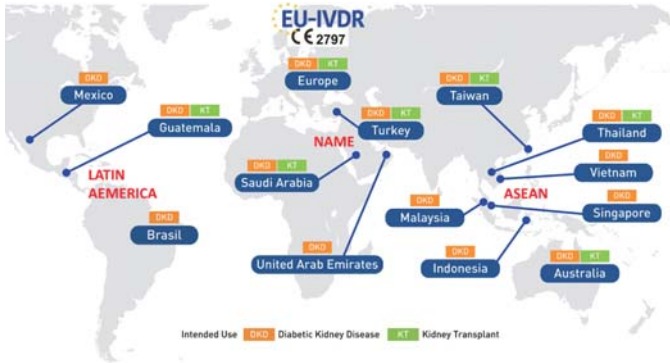 EU-IVDR
CE 2797
DKD KT
Europe
DKD
Mexico
DKD KT
Guatemala
LATIN
AEMERICA
DKD
Brasil
DKD KT
Turkey
NAME
DKD KT
Saudi Arabia
DKD
United Arab Emirates
DKD KT
Taiwan
DKD KT
Thailand
DKD
Vietnam
ASEAN
DKD
Malaysia
DKD
Singapore
DKD
Indonesia
DKD KT
Australia
Intended Use DKD Diabetic Kidney Disease KT Kidney Transplant